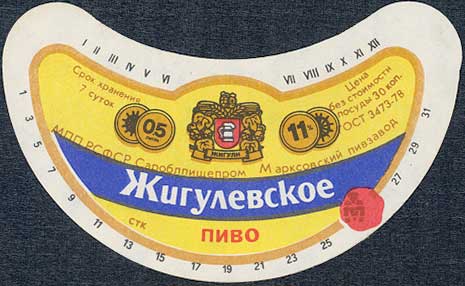 I II III IV V VI
VII VIII IX X XI XII
Срок хранения
7 суток
Цена
без стоимости
посуды 30 коп.
ОСТ 3473-78
05
литр
11%
ЖИГУЛИ
МПП РСФСР Сароблпищепром Марксовский пивзавод
Жигулевское
ПИВО
СТК
1 3 5 7 9 11 13 15 17 19 21 23 25 27 29 31